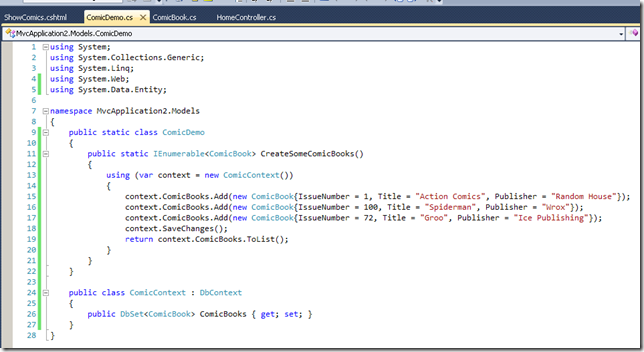 ShowComics.cshtml ComicDemo.cs ComicBook.cs HomeController.cs
MvcApplication2.Models.ComicDemo
1 using System;
2 using System.Collections.Generic;
3 using System.Linq;
4 using System.Web;
5 using System.Data.Entity;
6
7 namespace MvcApplication2.Models
8 {
9 public static class ComicDemo
10 {
11 public static IEnumerable<ComicBook> CreateSomeComicBooks()
12 {
13 using (var context = new ComicContext())
14 {
15 context.ComicBooks.Add(new ComicBook{IssueNumber = 1, Title = "Action Comics", Publisher = "Random House"});
16 context.ComicBooks.Add(new ComicBook{IssueNumber = 100, Title = "Spiderman", Publisher = "Wrox"});
17 context.ComicBooks.Add(new ComicBook{IssueNumber = 72, Title = "Groo", Publisher = "Ice Publishing"});
18 context.SaveChanges();
19 return context.ComicBooks.ToList();
20 }
21 }
22 }
23
24 public class ComicContext : DbContext
25 {
26 public DbSet<ComicBook> ComicBooks { get; set; }
27 }
28 }